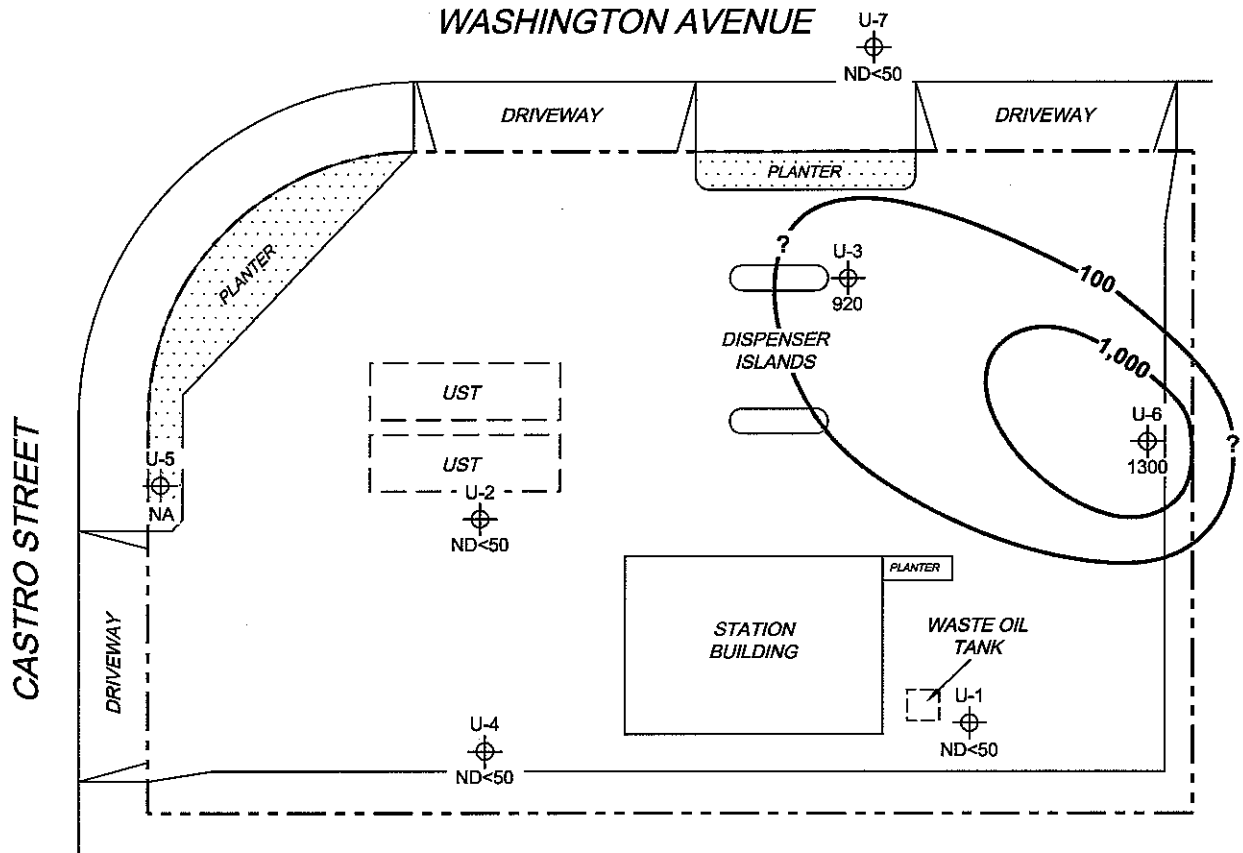 WASHINGTON AVENUE
U-7
ND<50
DRIVEWAY
DRIVEWAY
PLANTER
PLANTER
?
U-3
920
100
DISPENSER
ISLANDS
1,000
UST
UST
U-6
1300
?
U-5
NA
U-2
ND<50
CASTRO STREET
DRIVEWAY
PLANTER
STATION
BUILDING
WASTE OIL
TANK
U-1
ND<50
U-4
ND<50